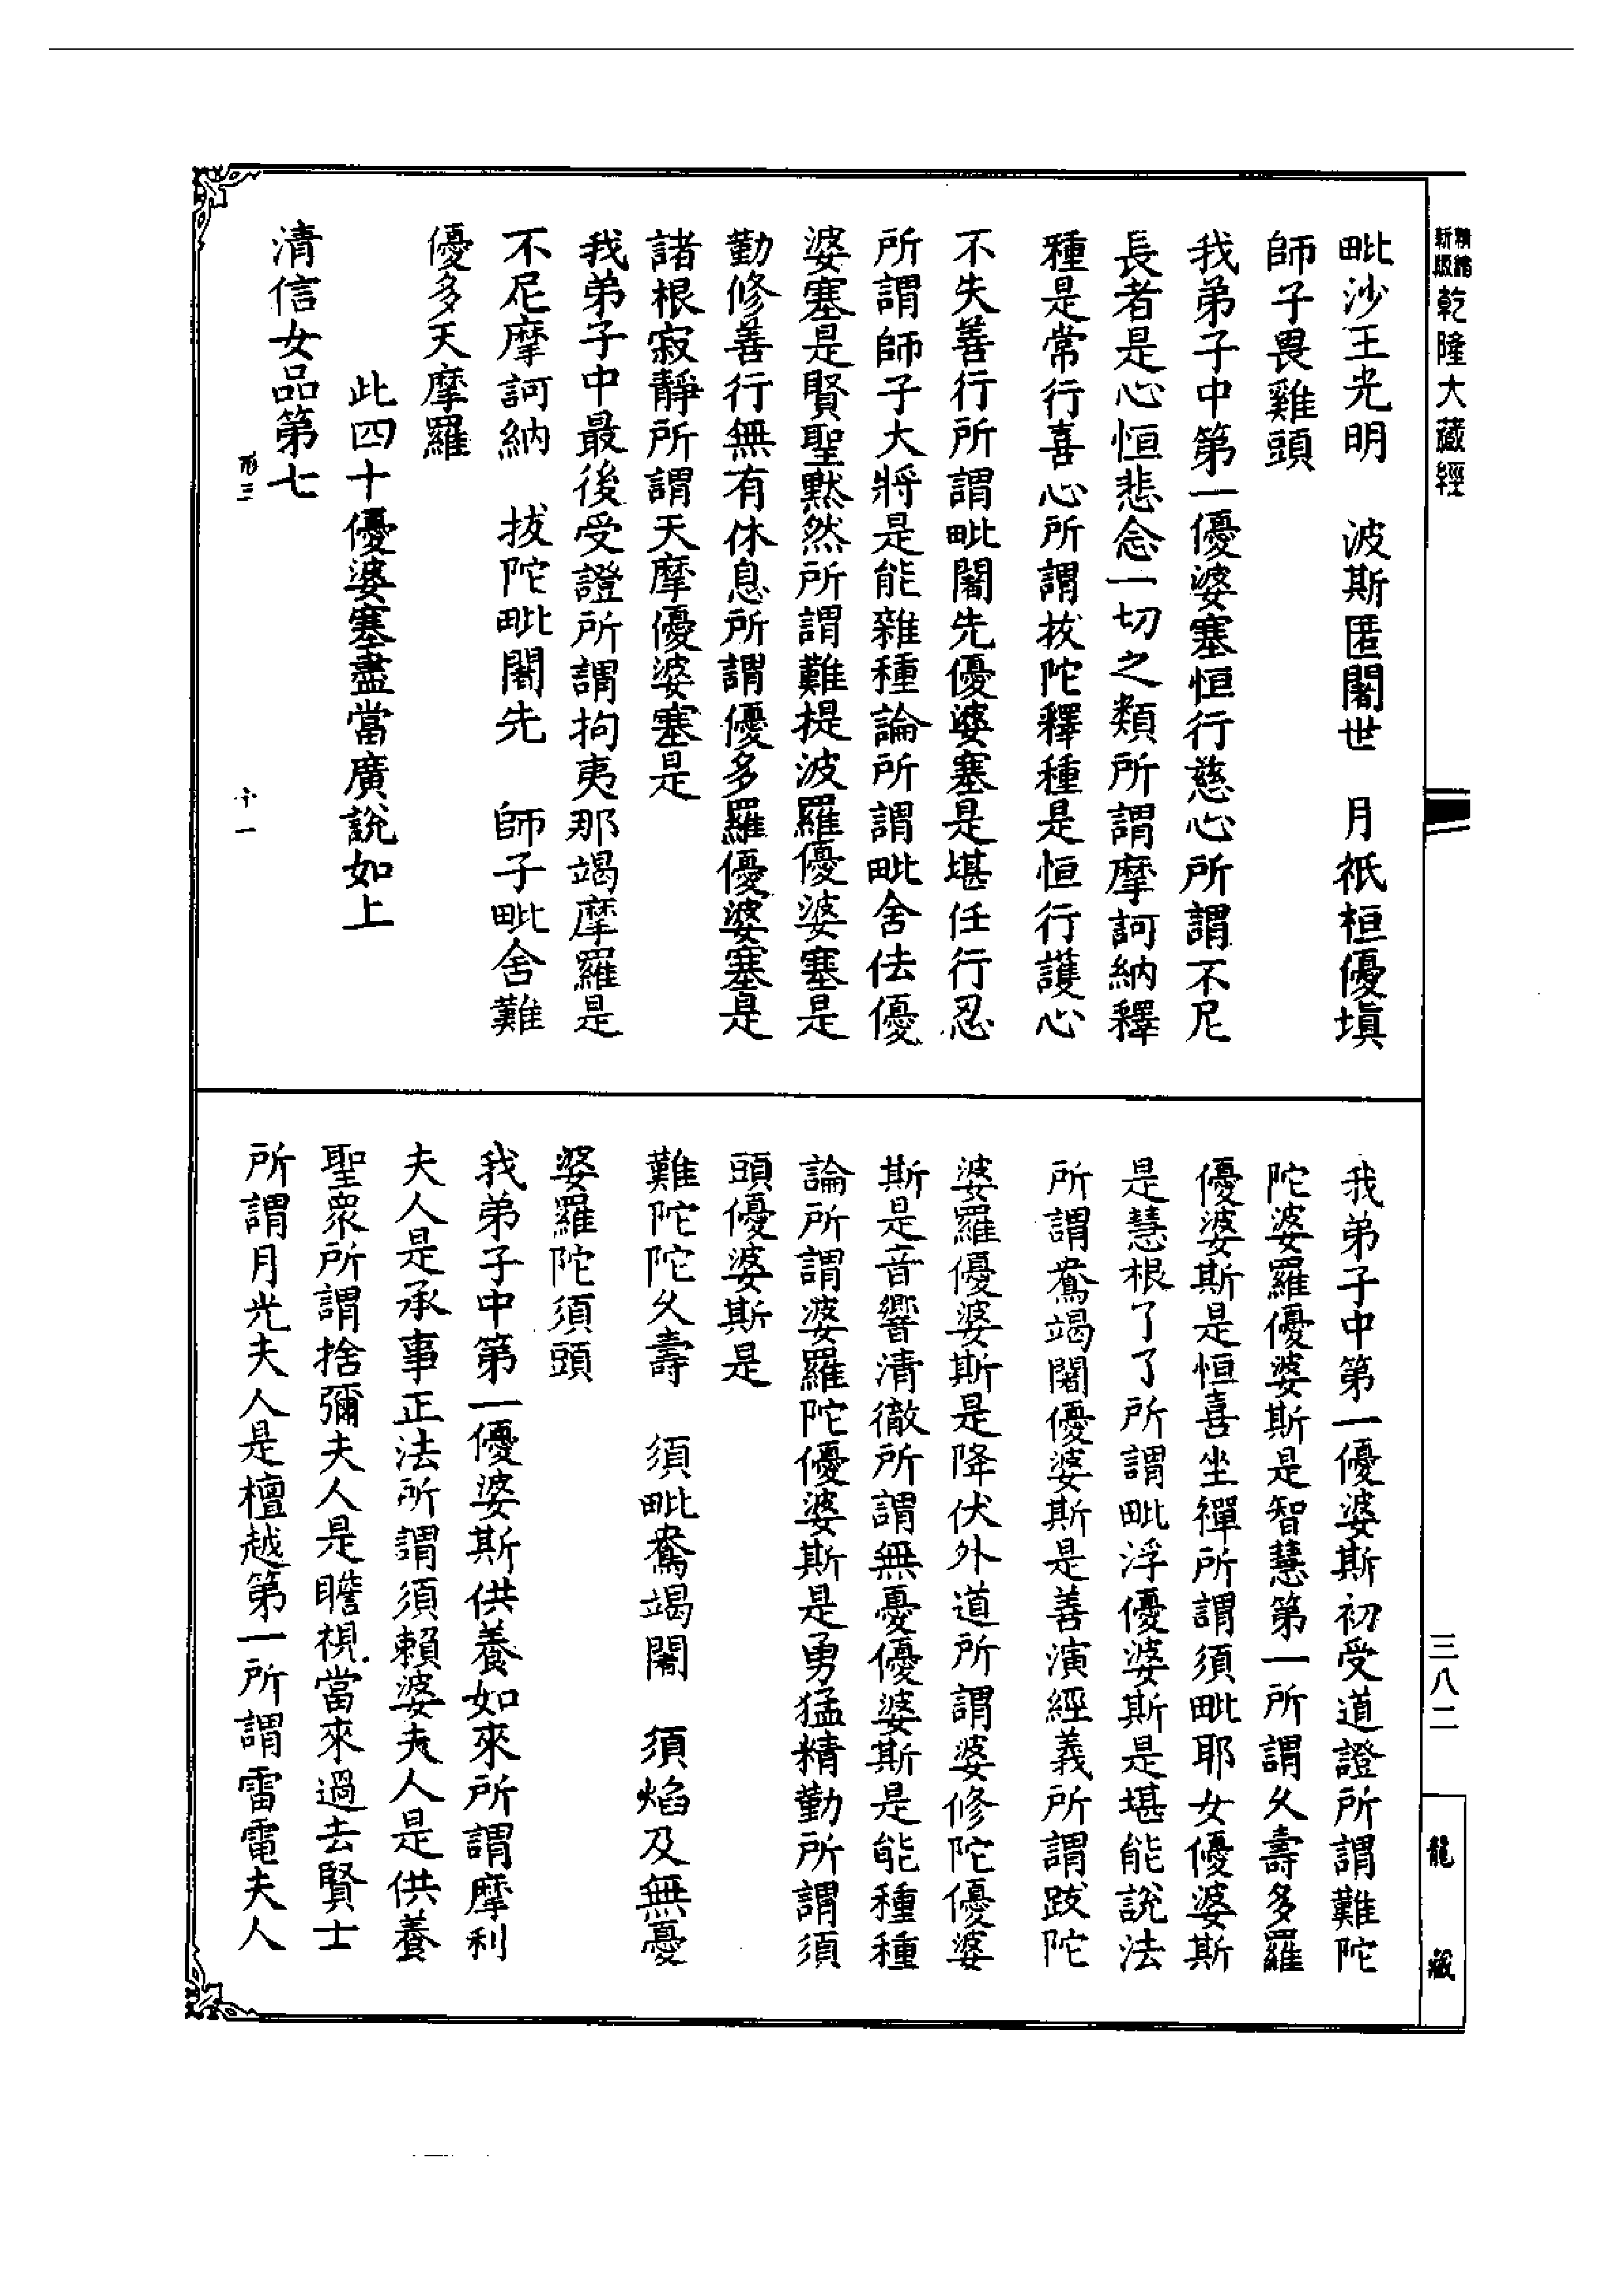 新版
精縮
乾隆大藏經
三八二
龍藏
毗沙王光明　波斯匿闍世　月祇桓優填
師子畏雞頭
我弟子中第一優婆塞恒行慈心所謂不尼
長者是心恒悲念一切之類所謂摩訶納釋
種是常行喜心所謂拔陀釋種是恒行護心
不失善行所謂毗闍先優婆塞是堪任行忍
所謂師子大將是能雜種論所謂毗舍佉優
婆塞是賢聖默然所謂難提波羅優婆塞是
勤修善行無有休息所謂優多羅優婆塞是
諸根寂靜所謂天摩優婆塞是
我弟子中最後受證所謂拘夷那竭摩羅是
不尼摩訶納　拔陀毗闍先　師子毗舍難
優多天摩羅
此四十優婆塞盡當廣說如上
清信女品第七
形三
十一
我弟子中第一優婆斯初受道證所謂難陀
陀婆羅優婆斯是智慧第一所謂久壽多羅
優婆斯是恒喜坐禪所謂須毗耶女優婆斯
是慧根了了所謂毗浮優婆斯是堪能說法
所謂鴦竭闍優婆斯是善演經義所謂跋陀
婆羅優婆斯是降伏外道所謂婆修陀優婆
斯是音響清徹所謂無憂優婆斯是能種種
論所謂婆羅陀優婆斯是勇猛精勤所謂須
頭優婆斯是
難陀陀久壽　須毗鴦竭闍　須焰及無憂
婆羅陀須頭
我弟子中第一優婆斯供養如來所謂摩利
夫人是承事正法所謂須賴婆夫人是供養
聖眾所謂捨彌夫人是瞻視當來過去賢士
所謂月光夫人是檀越第一所謂雷電夫人